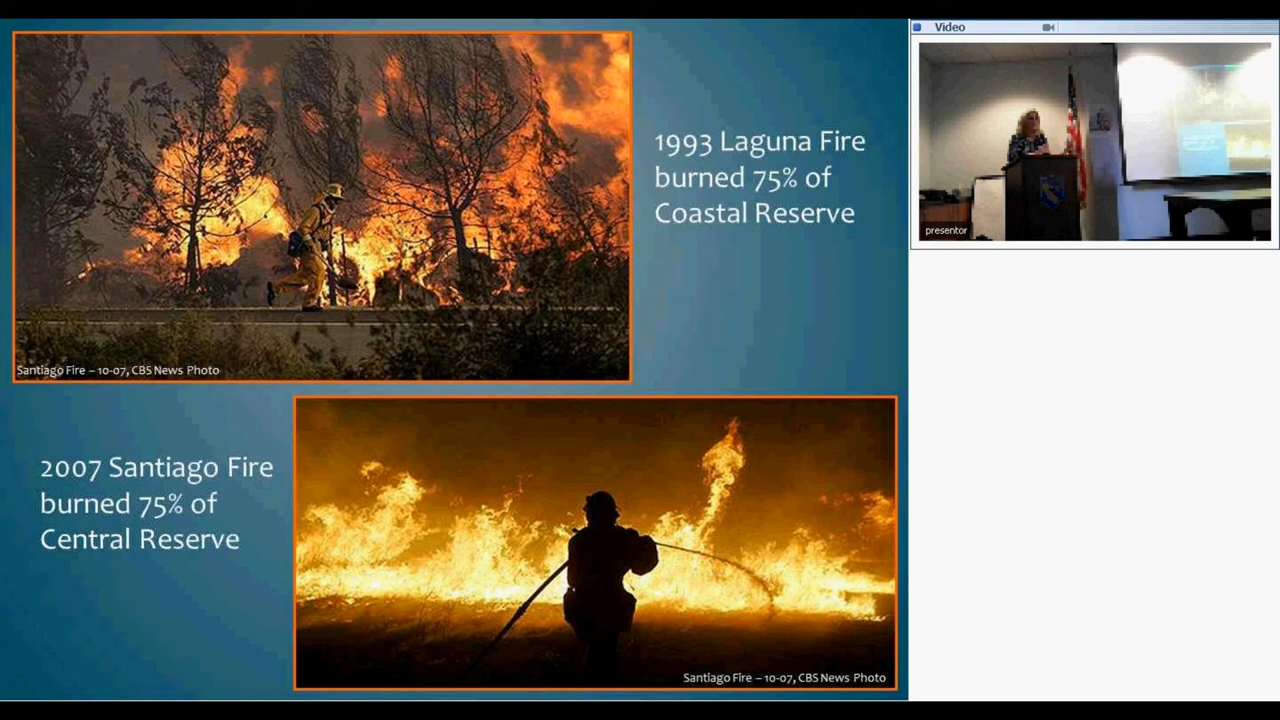 Video
1993 Laguna Fire
burned 75% of
Coastal Reserve
presentor
Santiago Fire – 10-07, CBS News Photo
2007 Santiago Fire
burned 75% of
Central Reserve
Santiago Fire – 10-07, CBS News Photo